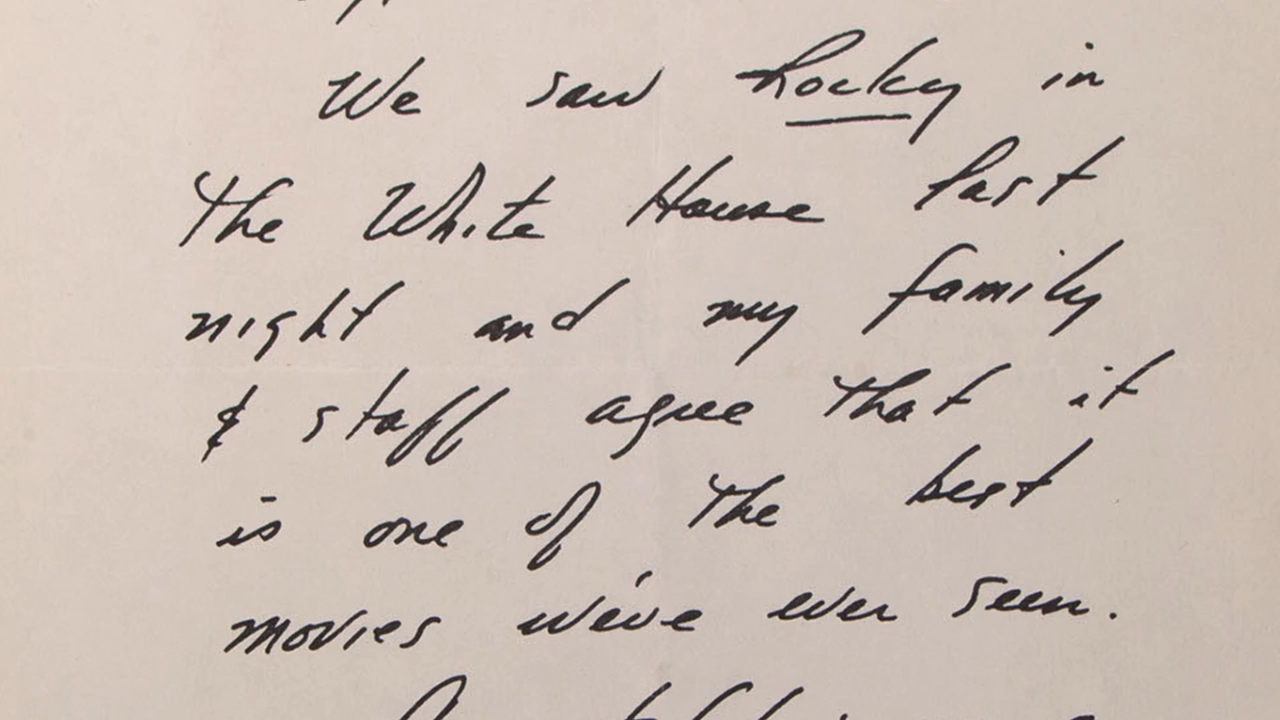 We saw Rocky in
the White House last
night and my family
& staff agree that it
is one of the best
movies we've ever seen.